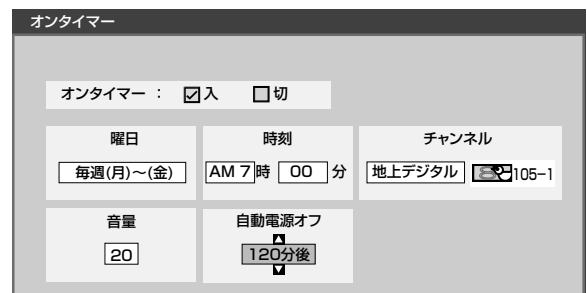 オンタイマー
オンタイマー : 入 切
曜日 時刻 チャンネル
毎週(月)～(金) AM 7 時 00 分 地上デジタル 105-1
音量 自動電源オフ
20 120分後